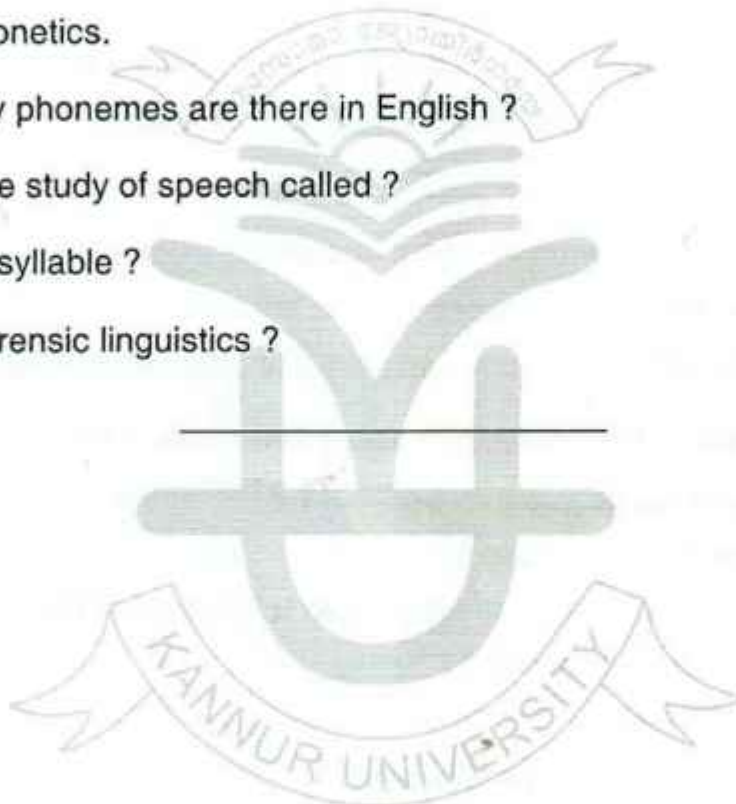 onetics.
y phonemes are there in English ?
e study of speech called ?
syllable ?
rensic linguistics ?
KANNUR UNIVERSITY